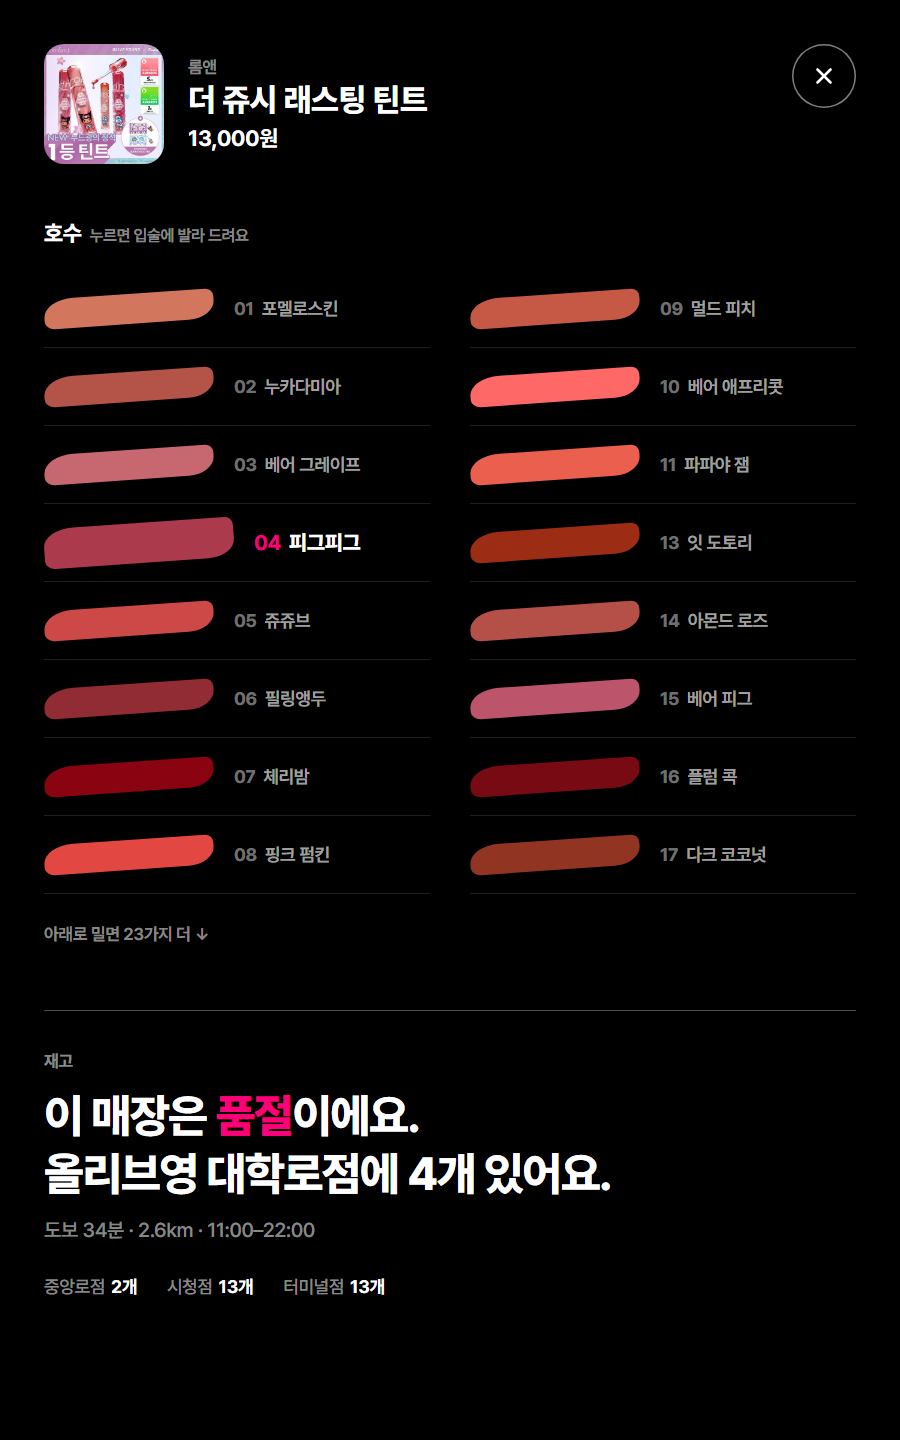 롬앤
더 쥬시 래스팅 틴트
13,000원
1등 틴트
호수 누르면 입술에 발라 드려요
01 포멜로스킨
02 누카다미아
03 베어 그레이프
04 피그피그
05 쥬쥬브
06 필링앵두
07 체리밤
08 핑크 펌킨
09 멀드 피치
10 베어 애프리콧
11 파파야 잼
13 잇 도토리
14 아몬드 로즈
15 베어 피그
16 플럼 콕
17 다크 코코넛
아래로 밀면 23가지 더 ↓
재고
이 매장은 품절이에요.
올리브영 대학로점에 4개 있어요.
도보 34분 · 2.6km · 11:00–22:00
중앙로점 2개 시청점 13개 터미널점 13개